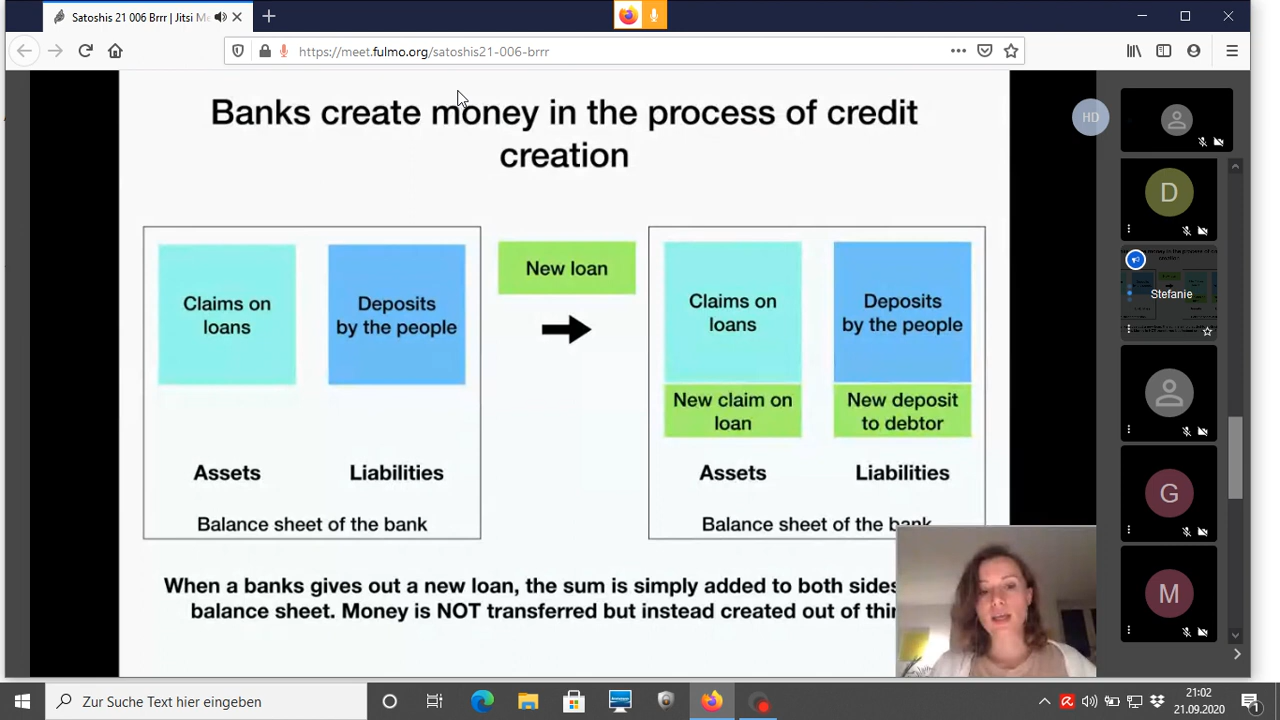 Satoshis 21 006 Brrr | Jitsi Me
https://meet.fulmo.org/satoshis21-006-brrr
Banks create money in the process of credit
creation
Claims on
loans
Deposits
by the people
Assets
Liabilities
Balance sheet of the bank
New loan
Claims on
loans
Deposits
by the people
New claim on
loan
New deposit
to debtor
Assets
Liabilities
Balance sheet of the bank
When a banks gives out a new loan, the sum is simply added to both sides
balance sheet. Money is NOT transferred but instead created out of thin
HD
D
Stefanie
G
M
Zur Suche Text hier eingeben
21:02
21.09.2020
1